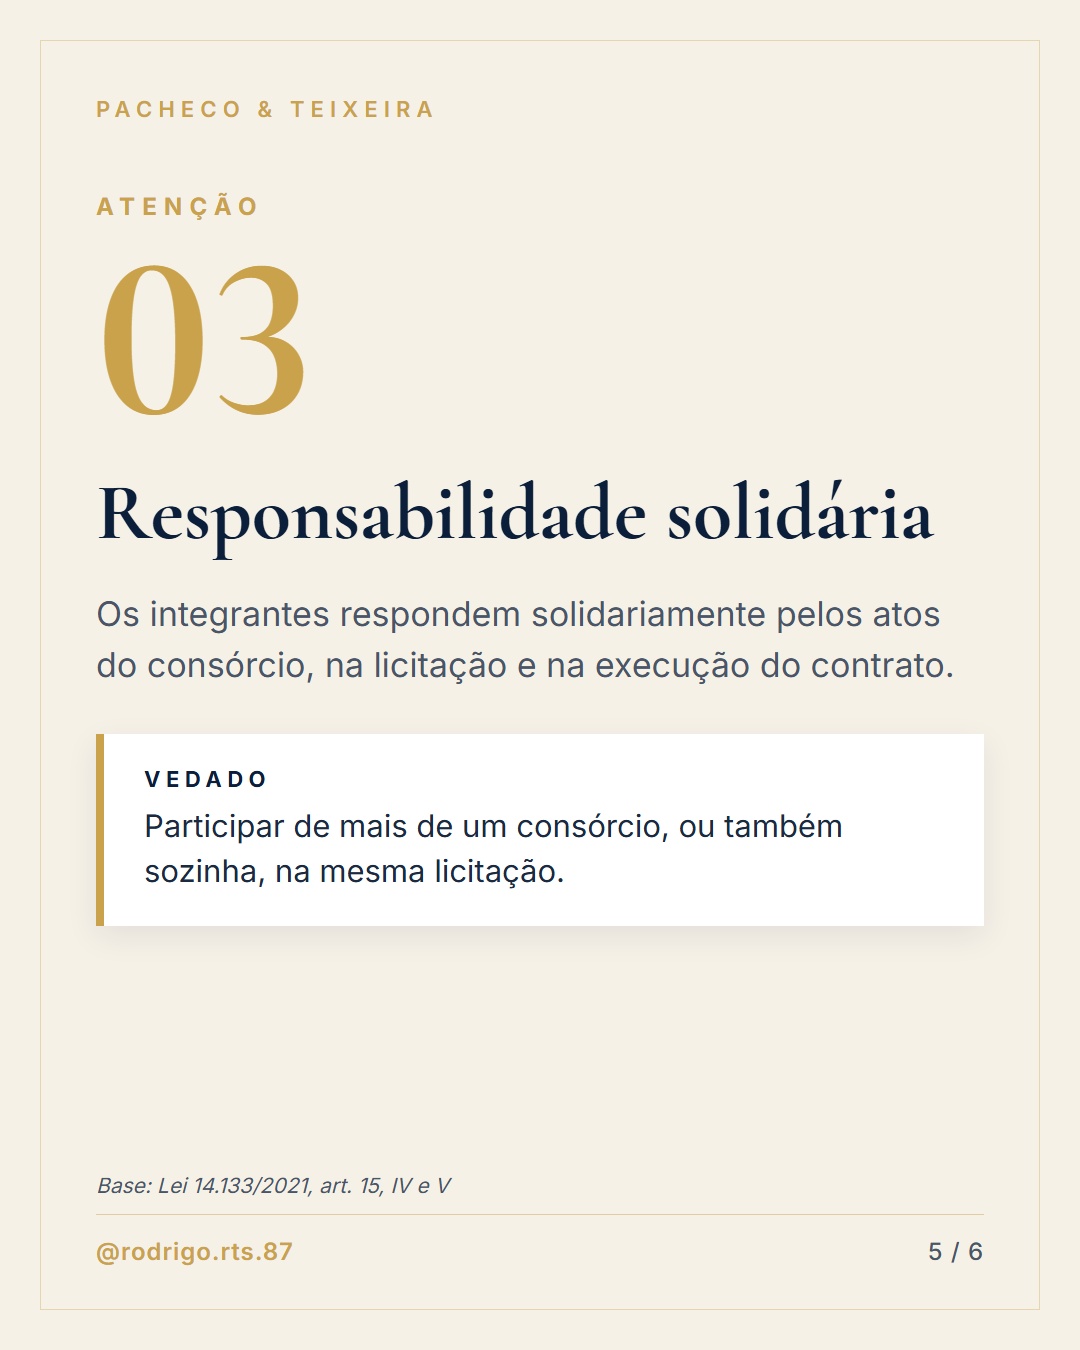 PACHECO & TEIXEIRA
ATENÇÃO
03
Responsabilidade solidária
Os integrantes respondem solidariamente pelos atos
do consórcio, na licitação e na execução do contrato.
VEDADO
Participar de mais de um consórcio, ou também
sozinha, na mesma licitação.
Base: Lei 14.133/2021, art. 15, IV e V
@rodrigo.rts.87
5 / 6